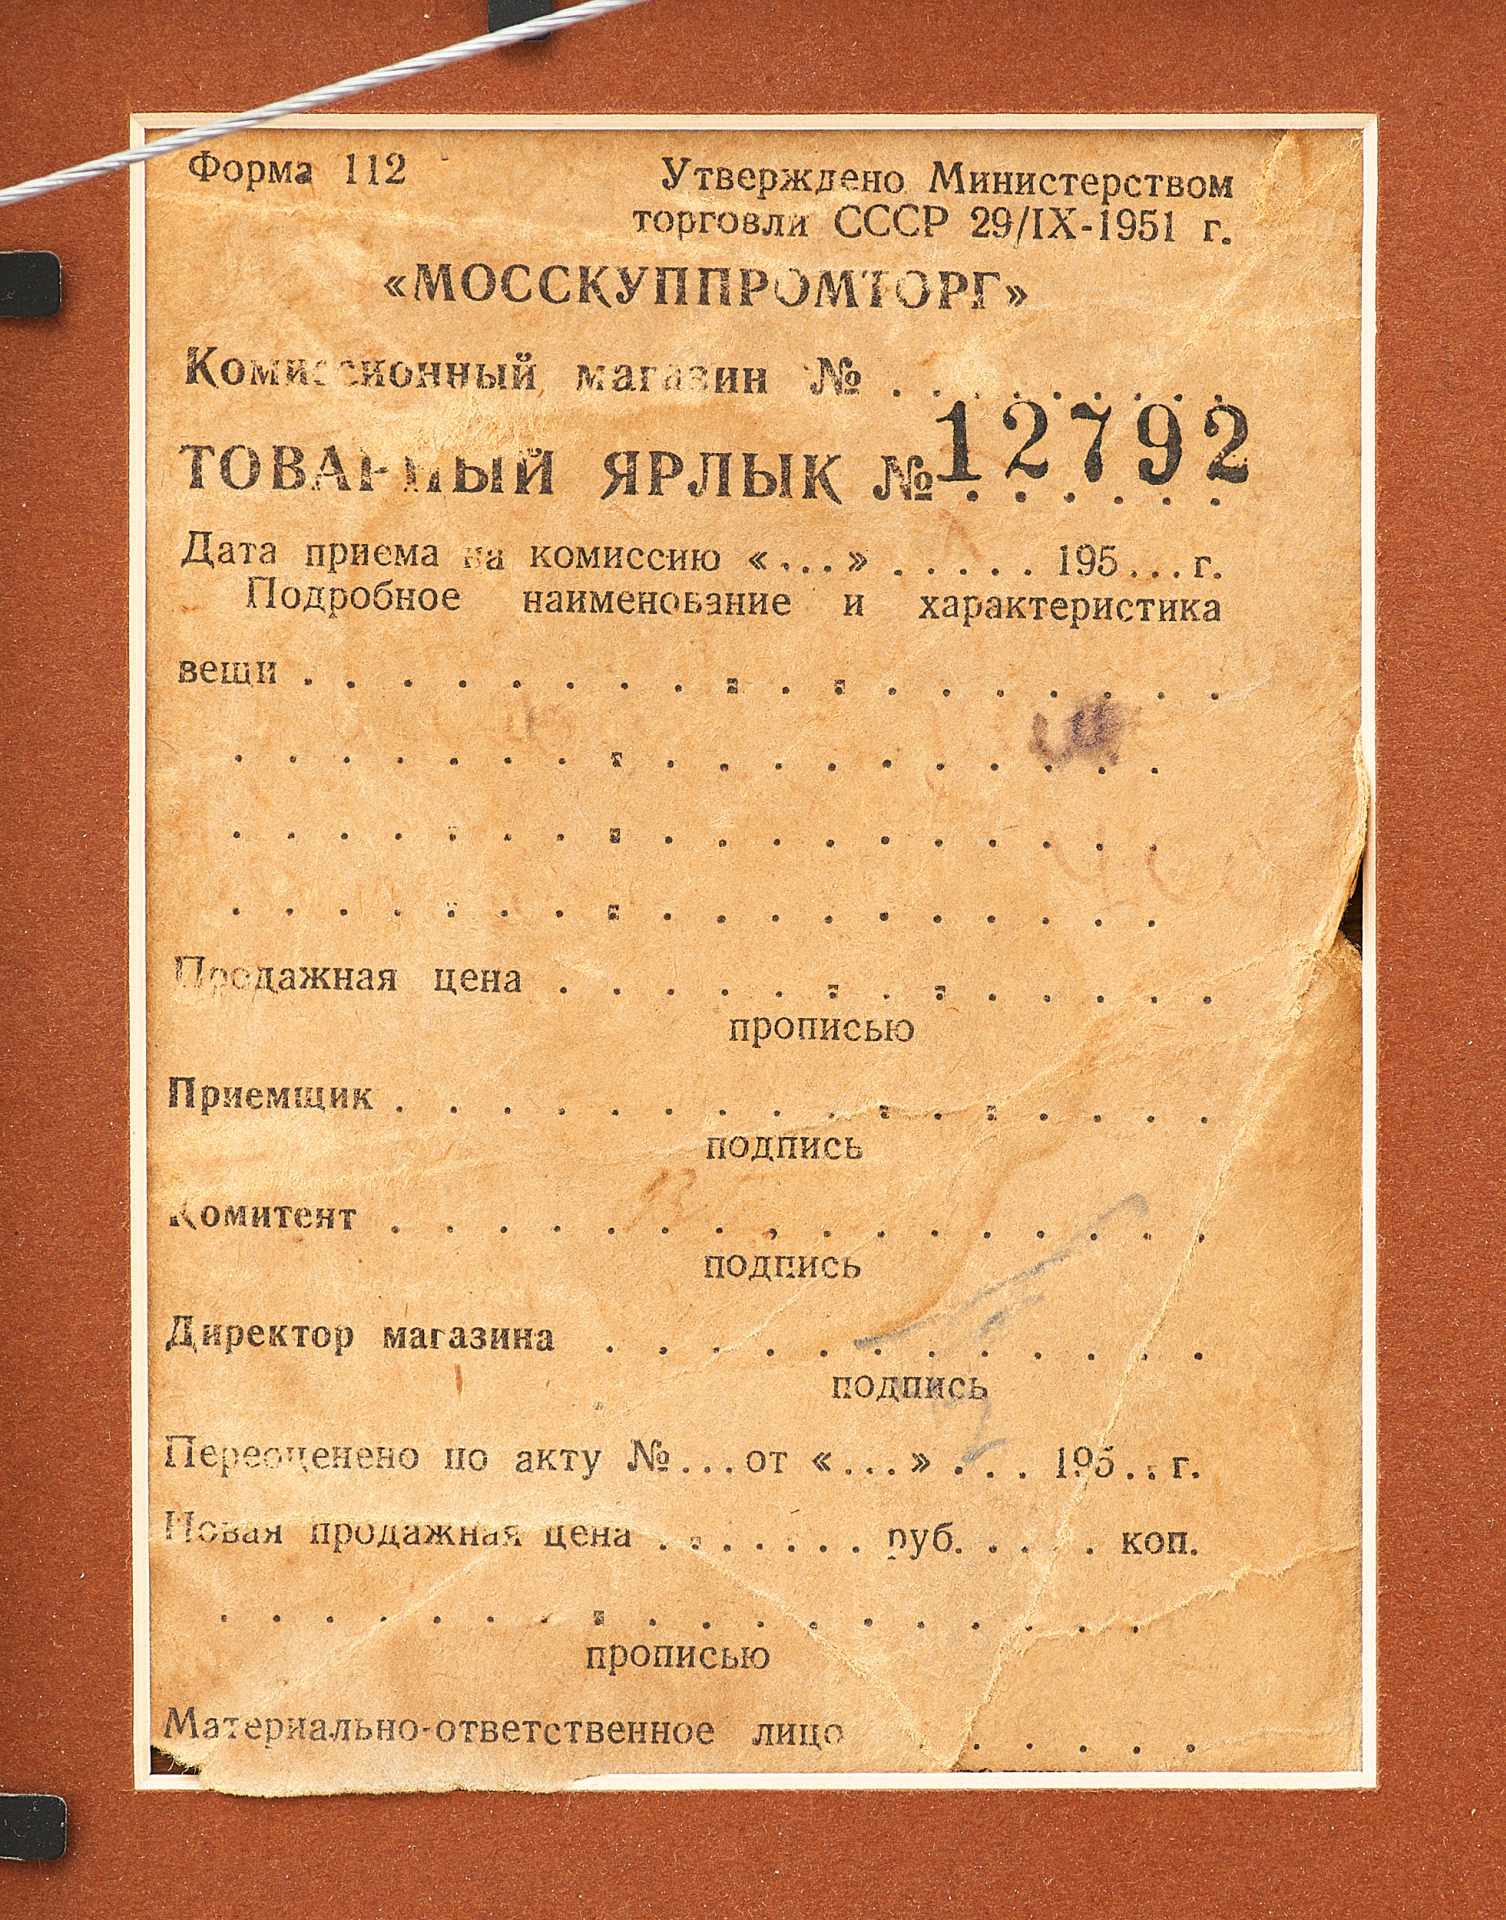 Форма 112
Утверждено Министерством
торговли СССР 29/IX-1951 г.
«МОССКУППРОМТОРГ»
Комиссионный магазин № . . . . . . . . .
ТОВАРНЫЙ ЯРЛЫК № 12792
Дата приема на комиссию «...» . . . . . 195...г.
Подробное наименование и характеристика
вещи . . . . . . . . . . . . . . . . . .
. . . . . . . . . . . . . . . . . .
. . . . . . . . . . . . . . . . . .
. . . . . . . . . . . . . . . . . .
Продажная цена . . . . . . . . . . . . .
прописью
Приемщик . . . . . . . . . . . . . . . .
подпись
Комитент . . . . . . . . . . . . . . . .
подпись
Директор магазина . . . . . . . . . . . .
подпись
Переоценено по акту №...от «...» . . . 195...г.
Новая продажная цена . . . . . . . руб. . . . . коп.
. . . . . . . . . . . . . . . . . .
прописью
Материально-ответственное лицо . . . . . .